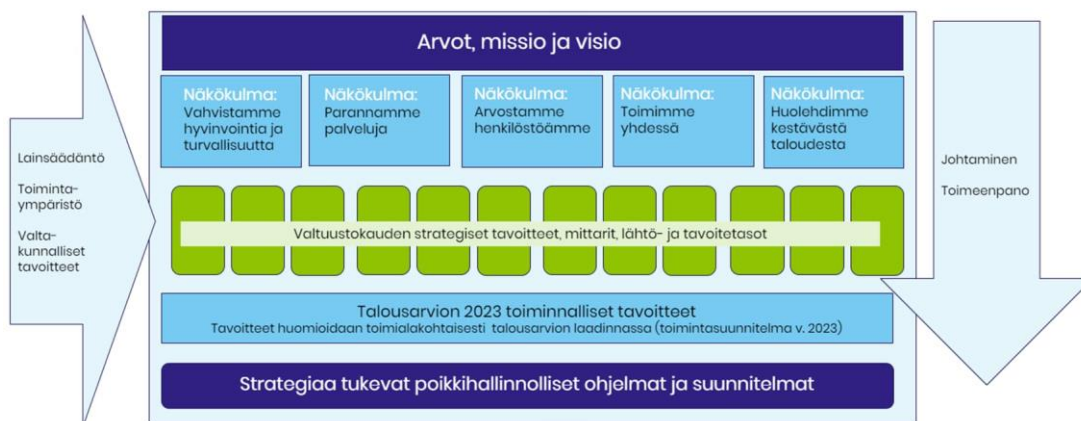 Arvot, missio ja visio
Näkökulma:
Vahvistamme
hyvinvointia ja
turvallisuutta
Näkökulma:
Parannamme
palveluja
Näkökulma:
Arvostamme
henkilöstöämme
Näkökulma:
Toimimme
yhdessä
Näkökulma:
Huolehdimme
kestävästä
taloudesta
Lainsäädäntö
Toiminta-
ympäristö
Valta-
kunnalliset
tavoitteet
Valtuustokauden strategiset tavoitteet, mittarit, lähtö- ja tavoitetasot
Johtaminen
Toimeenpano
Talousarvion 2023 toiminnalliset tavoitteet
Tavoitteet huomioidaan toimialakohtaisesti talousarvion laadinnassa (toimintasuunnitelma v. 2023)
Strategiaa tukevat poikkihallinnolliset ohjelmat ja suunnitelmat